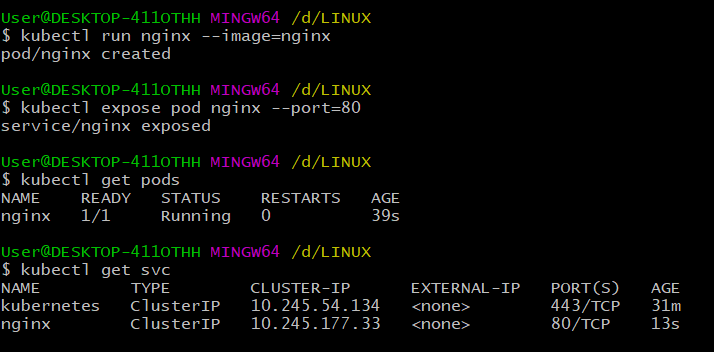 User@DESKTOP-411OTHH MINGW64 /d/LINUX
$ kubectl run nginx --image=nginx
pod/nginx created
User@DESKTOP-411OTHH MINGW64 /d/LINUX
$ kubectl expose pod nginx --port=80
service/nginx exposed
User@DESKTOP-411OTHH MINGW64 /d/LINUX
$ kubectl get pods
NAME READY STATUS RESTARTS AGE
nginx 1/1 Running 0 39s
User@DESKTOP-411OTHH MINGW64 /d/LINUX
$ kubectl get svc
NAME TYPE CLUSTER-IP EXTERNAL-IP PORT(S) AGE
kubernetes ClusterIP 10.245.54.134 <none> 443/TCP 31m
nginx ClusterIP 10.245.177.33 <none> 80/TCP 13s